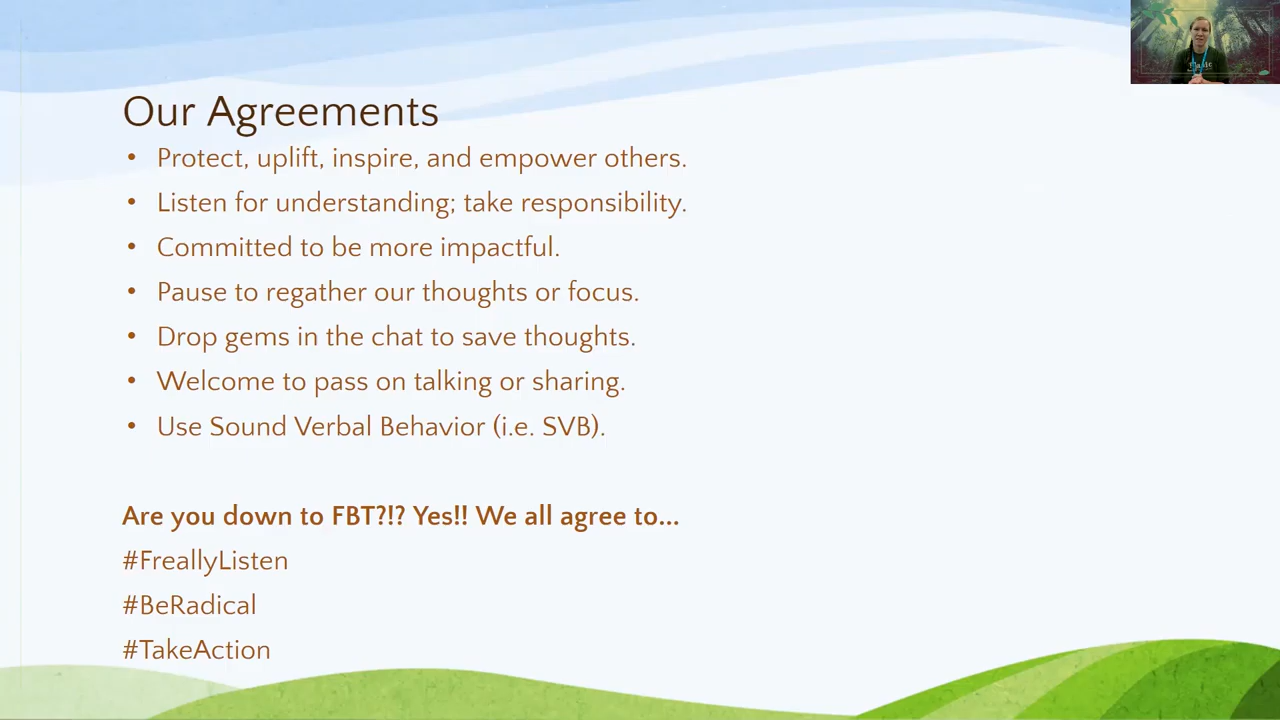 Our Agreements
• Protect, uplift, inspire, and empower others.
• Listen for understanding; take responsibility.
• Committed to be more impactful.
• Pause to regather our thoughts or focus.
• Drop gems in the chat to save thoughts.
• Welcome to pass on talking or sharing.
• Use Sound Verbal Behavior (i.e. SVB).
Are you down to FBT?!? Yes!! We all agree to...
#FreallyListen
#BeRadical
#TakeAction